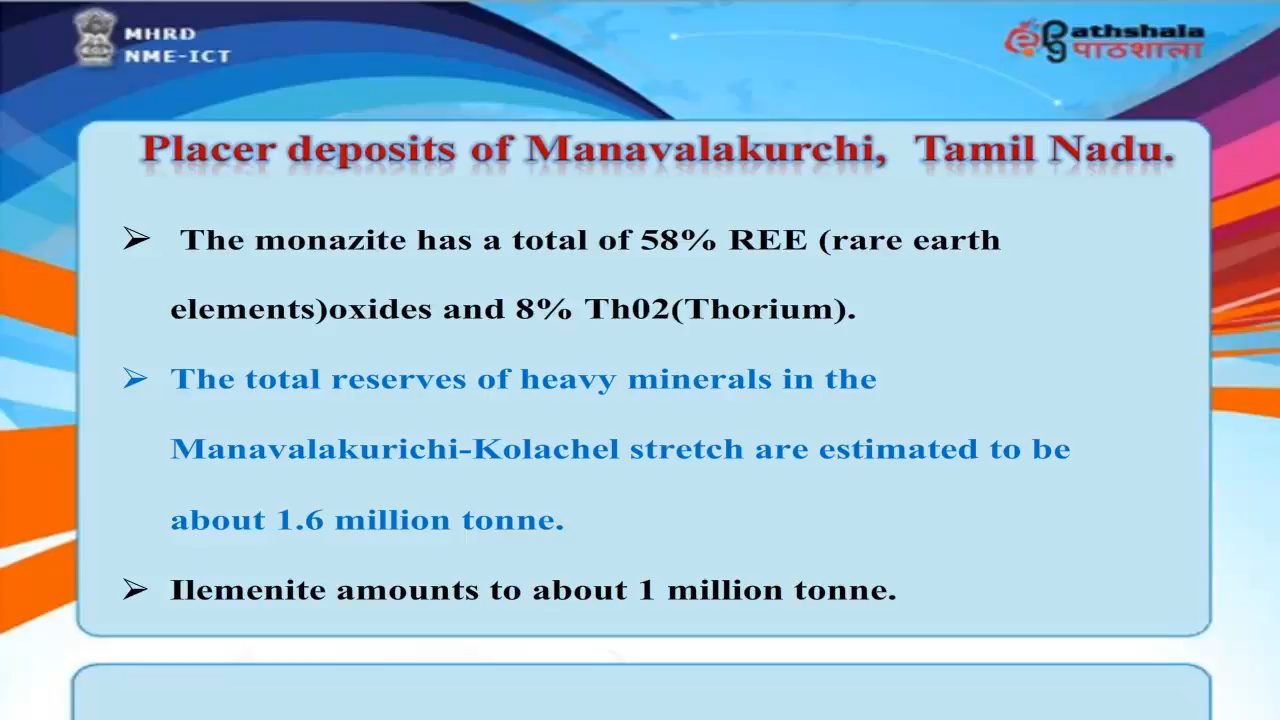 MHRD
NME-ICT
ePG athshala
पाठशाला
Placer deposits of Manavalakurchi, Tamil Nadu.
➢ The monazite has a total of 58% REE (rare earth
elements)oxides and 8% Th02(Thorium).
➢ The total reserves of heavy minerals in the
Manavalakurichi-Kolachel stretch are estimated to be
about 1.6 million tonne.
➢ Ilemenite amounts to about 1 million tonne.